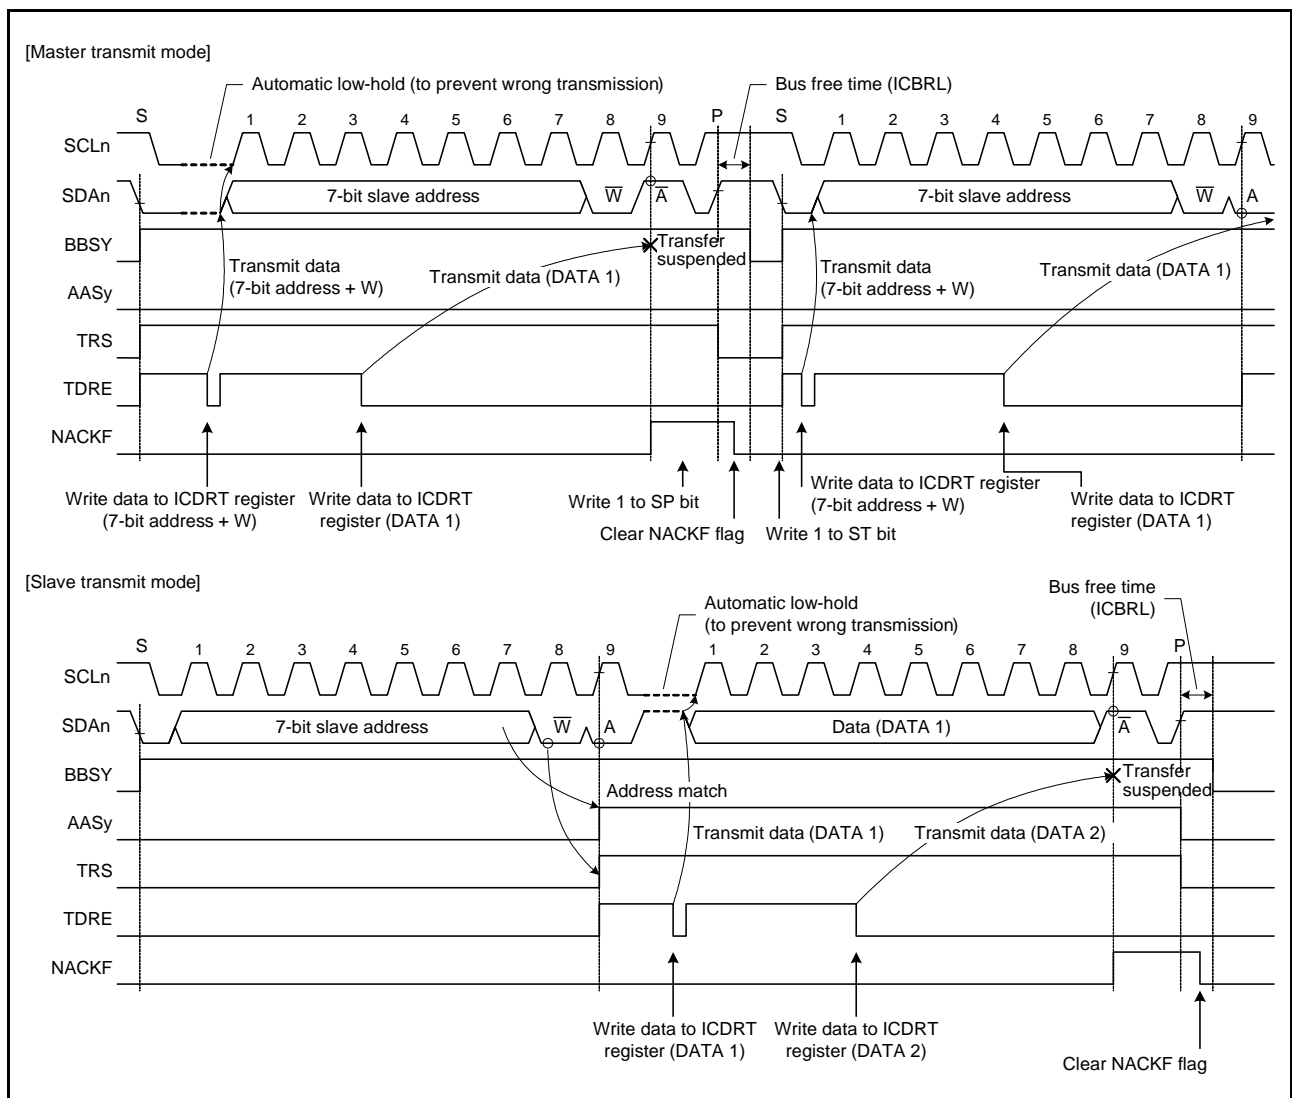 [Master transmit mode]
Automatic low-hold (to prevent wrong transmission)
Bus free time (ICBRL)
S 1 2 3 4 5 6 7 8 9 P S 1 2 3 4 5 6 7 8 9
SCLn
SDAn 7-bit slave address W̅ A̅ 7-bit slave address W̅ A
BBSY
Transfer
suspended
Transmit data
(7-bit address + W)
Transmit data (DATA 1)
Transmit data
(7-bit address + W)
Transmit data (DATA 1)
AASy
TRS
TDRE
NACKF
Write data to ICDRT register
(7-bit address + W)
Write data to ICDRT
register (DATA 1)
Write 1 to SP bit
Clear NACKF flag
Write 1 to ST bit
Write data to ICDRT register
(7-bit address + W)
Write data to ICDRT
register (DATA 1)
[Slave transmit mode]
Automatic low-hold
(to prevent wrong transmission)
Bus free time
(ICBRL)
S 1 2 3 4 5 6 7 8 9 1 2 3 4 5 6 7 8 9 P
SCLn
SDAn 7-bit slave address W̅ A Data (DATA 1) A̅
BBSY
Transfer
suspended
Address match
AASy
Transmit data (DATA 1)
Transmit data (DATA 2)
TRS
TDRE
NACKF
Write data to ICDRT
register (DATA 1)
Write data to ICDRT
register (DATA 2)
Clear NACKF flag